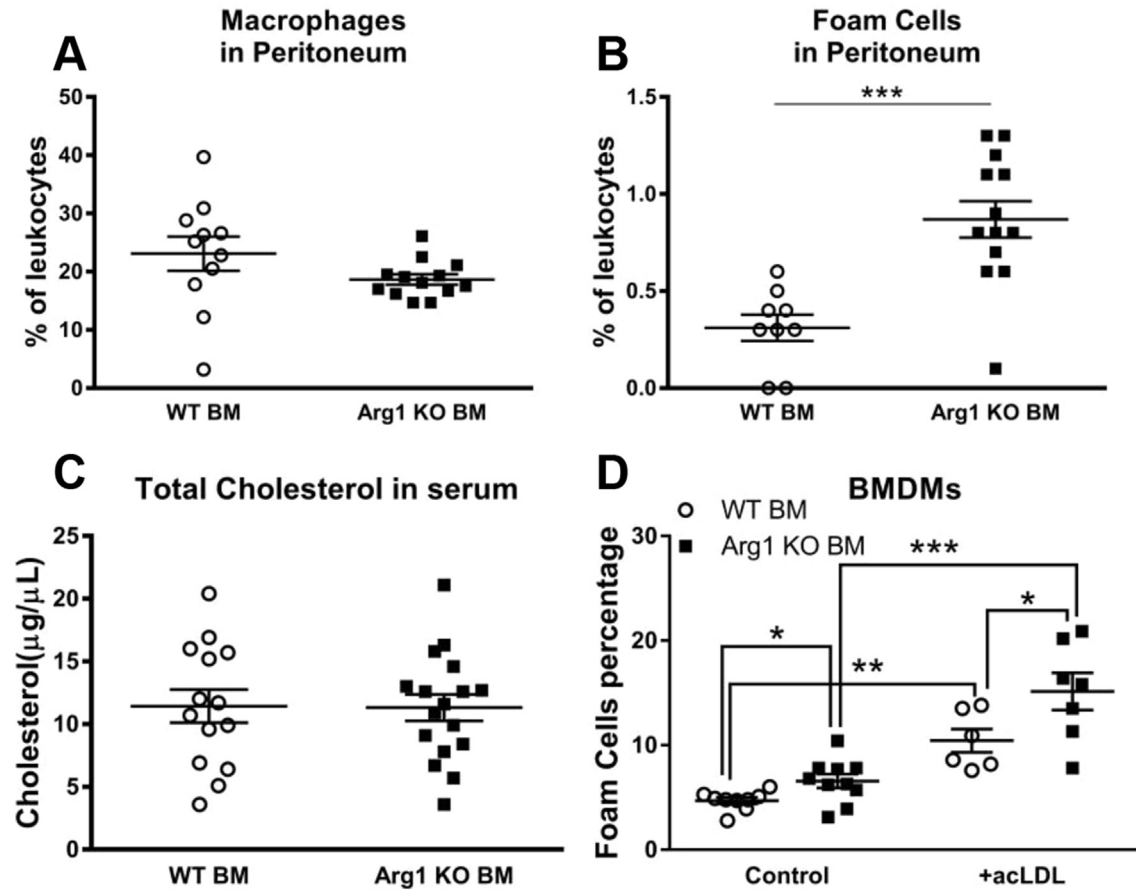 A
Macrophages
in Peritoneum
% of leukocytes
50
40
30
20
10
0
WT BM
Arg1 KO BM
B
Foam Cells
in Peritoneum
***
% of leukocytes
1.5
1.0
0.5
0.0
WT BM
Arg1 KO BM
C
Total Cholesterol in serum
Cholesterol(μg/μL)
25
20
15
10
5
0
WT BM
Arg1 KO BM
D
BMDMs
WT BM
Arg1 KO BM
Foam Cells percentage
30
20
10
0
***
*
*
**
Control
+acLDL